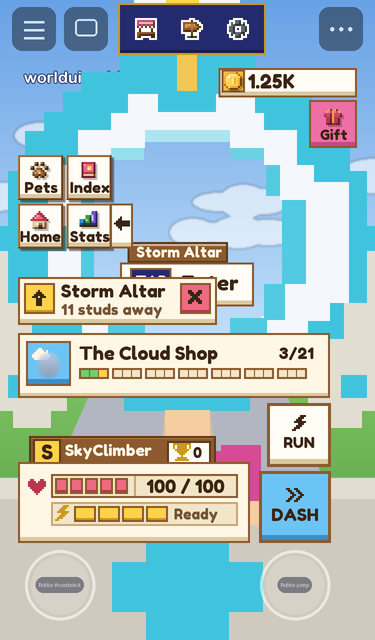 1.25K
Gift
Pets
Index
Home
Stats
Storm Altar
Storm Altar
11 studs away
The Cloud Shop
3/21
RUN
S
SkyClimber
0
100 / 100
Ready
DASH
Roblox thumbstick
Roblox jump